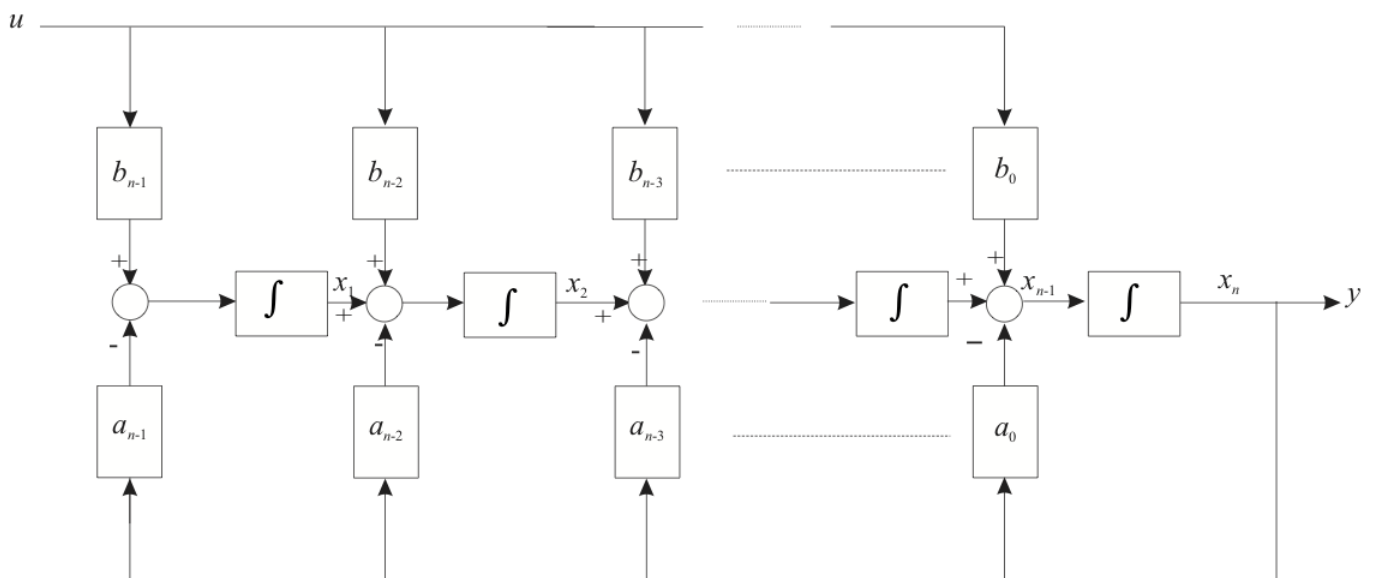 u
b_{n-1} b_{n-2} b_{n-3} b_0
+ + + +
∫ x_1 ∫ x_2 ∫ + x_{n-1} ∫ x_n y
+ +
- - - –
a_{n-1} a_{n-2} a_{n-3} a_0